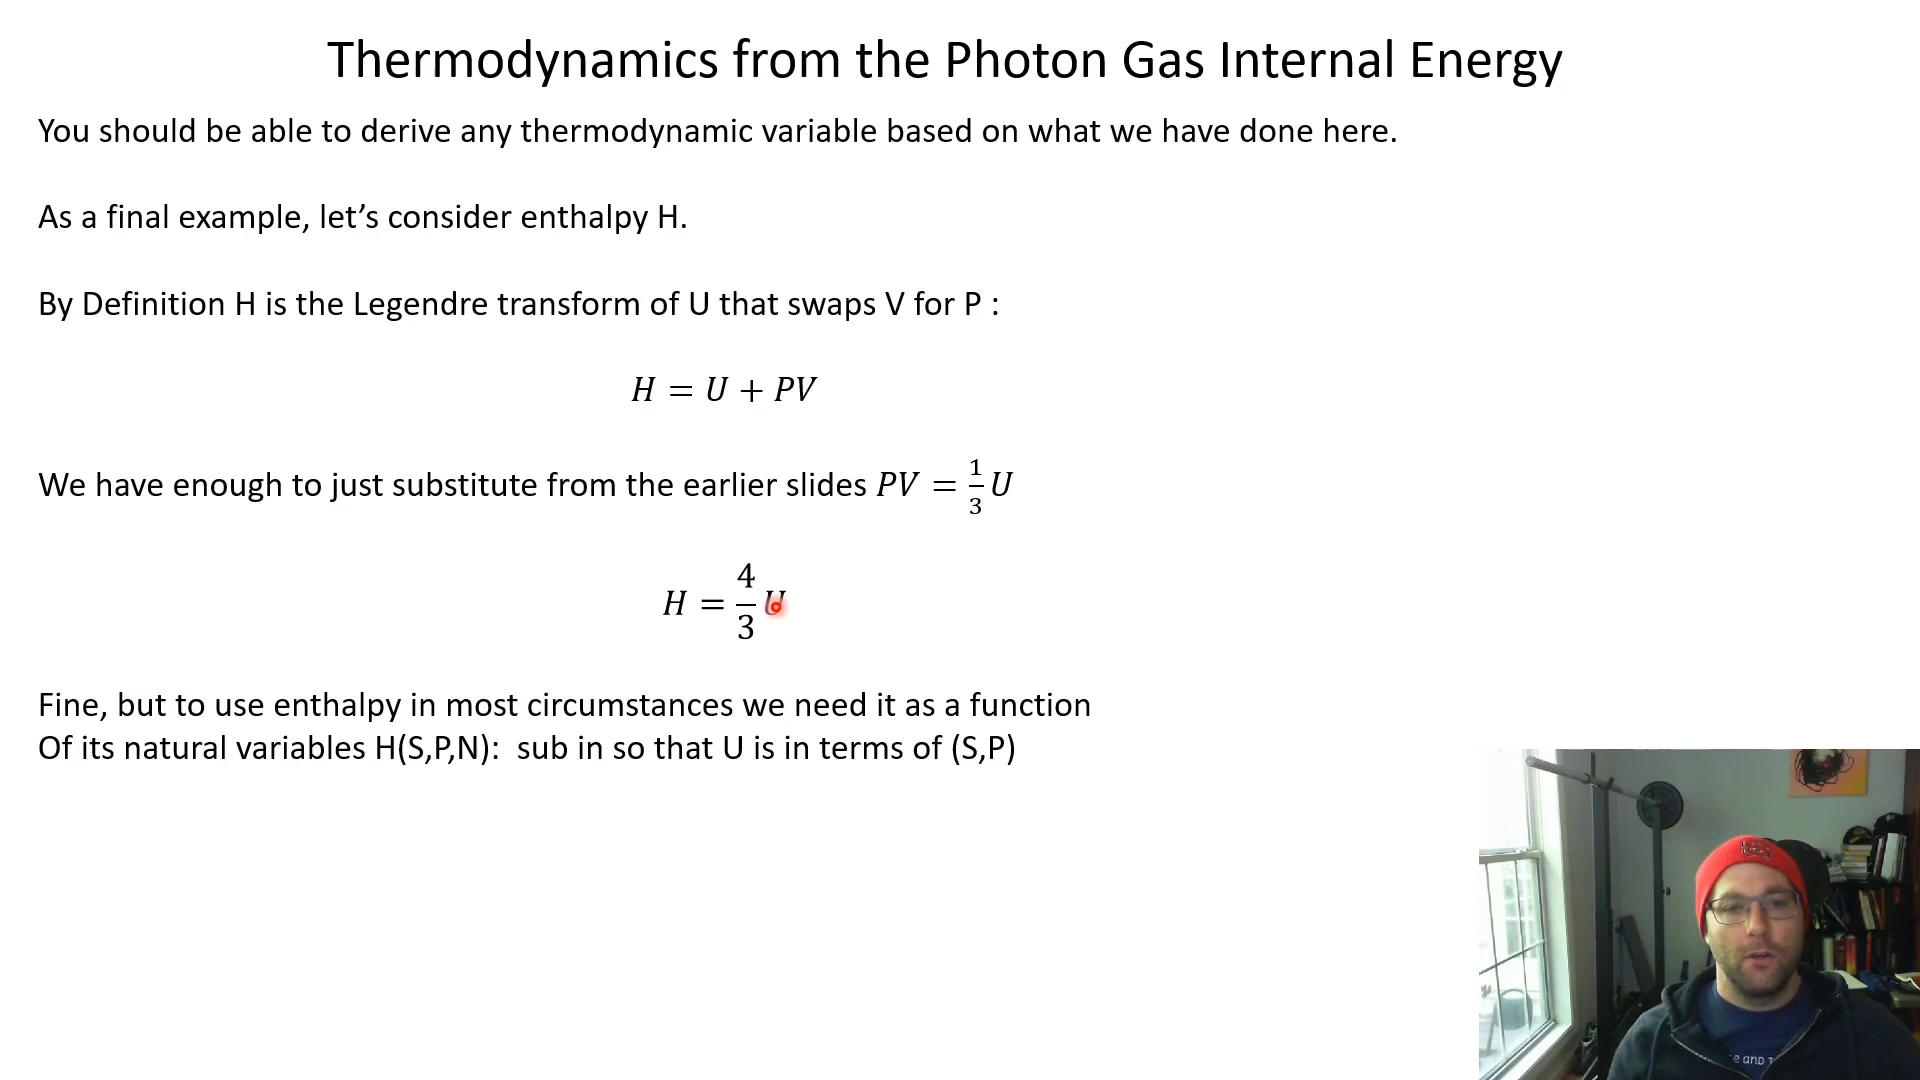 Thermodynamics from the Photon Gas Internal Energy
You should be able to derive any thermodynamic variable based on what we have done here.
As a final example, let’s consider enthalpy H.
By Definition H is the Legendre transform of U that swaps V for P :
H = U + PV
We have enough to just substitute from the earlier slides PV = 1/3 U
H = 4/3 U
Fine, but to use enthalpy in most circumstances we need it as a function
Of its natural variables H(S,P,N): sub in so that U is in terms of (S,P)